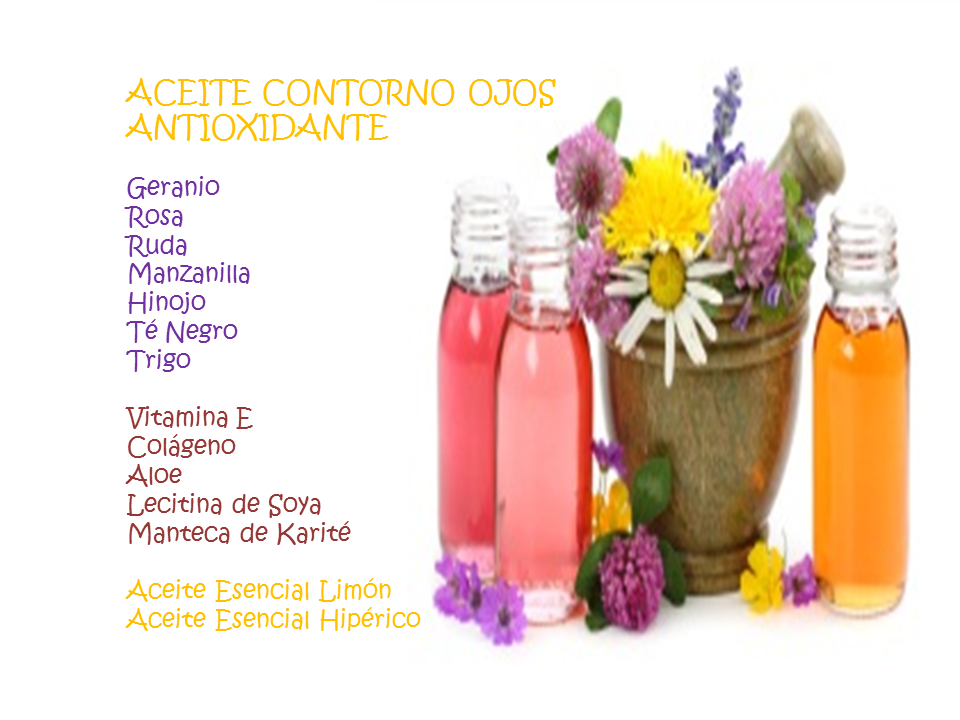 ACEITE CONTORNO OJOS
ANTIOXIDANTE
Geranio
Rosa
Ruda
Manzanilla
Hinojo
Té Negro
Trigo
Vitamina E
Colágeno
Aloe
Lecitina de Soya
Manteca de Karité
Aceite Esencial Limón
Aceite Esencial Hipérico